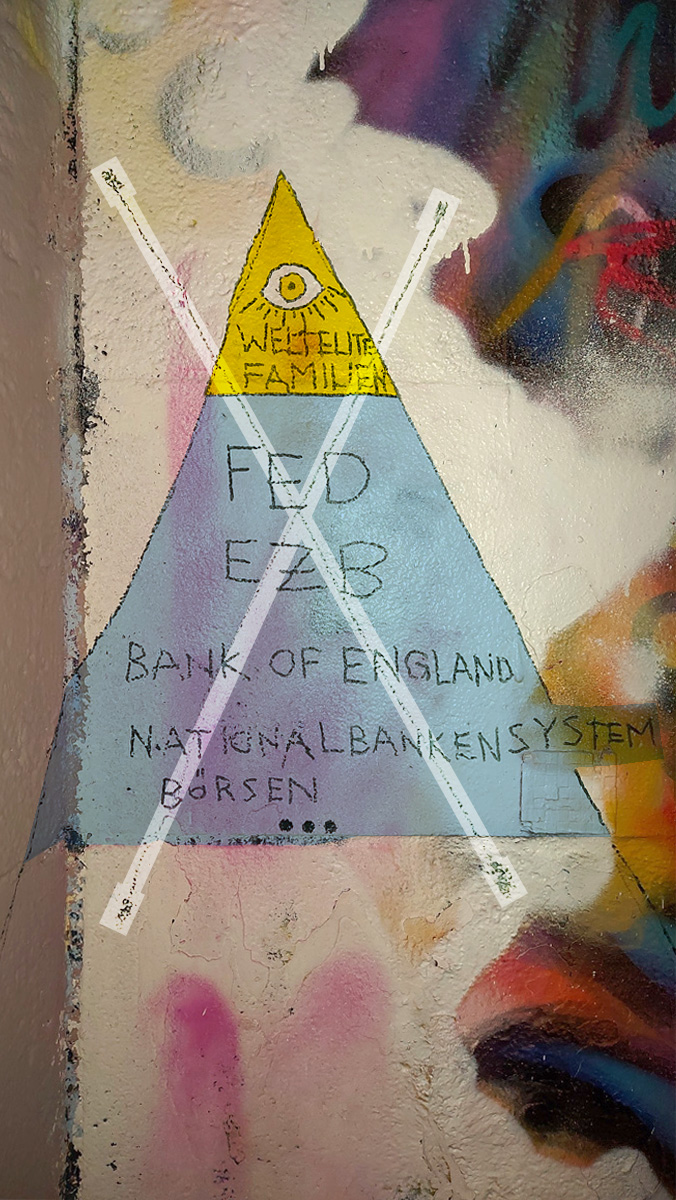 WELTELITE
FAMILIEN
FED
EZB
BANK OF ENGLAND
NATIONALBANKENSYSTEM
BÖRSEN
...